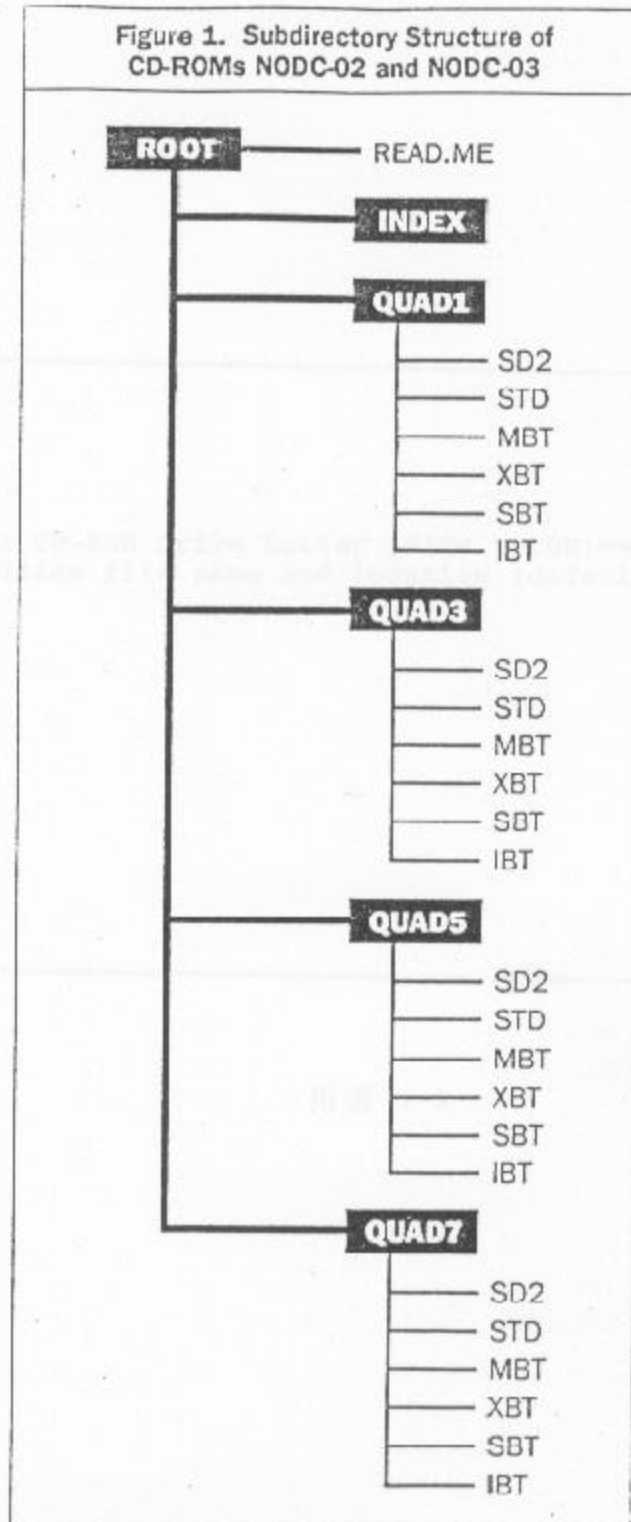 Figure 1. Subdirectory Structure of
CD-ROMs NODC-02 and NODC-03
ROOT READ.ME
INDEX
QUAD1
SD2
STD
MBT
XBT
SBT
IBT
QUAD3
SD2
STD
MBT
XBT
SBT
IBT
QUAD5
SD2
STD
MBT
XBT
SBT
IBT
QUAD7
SD2
STD
MBT
XBT
SBT
IBT